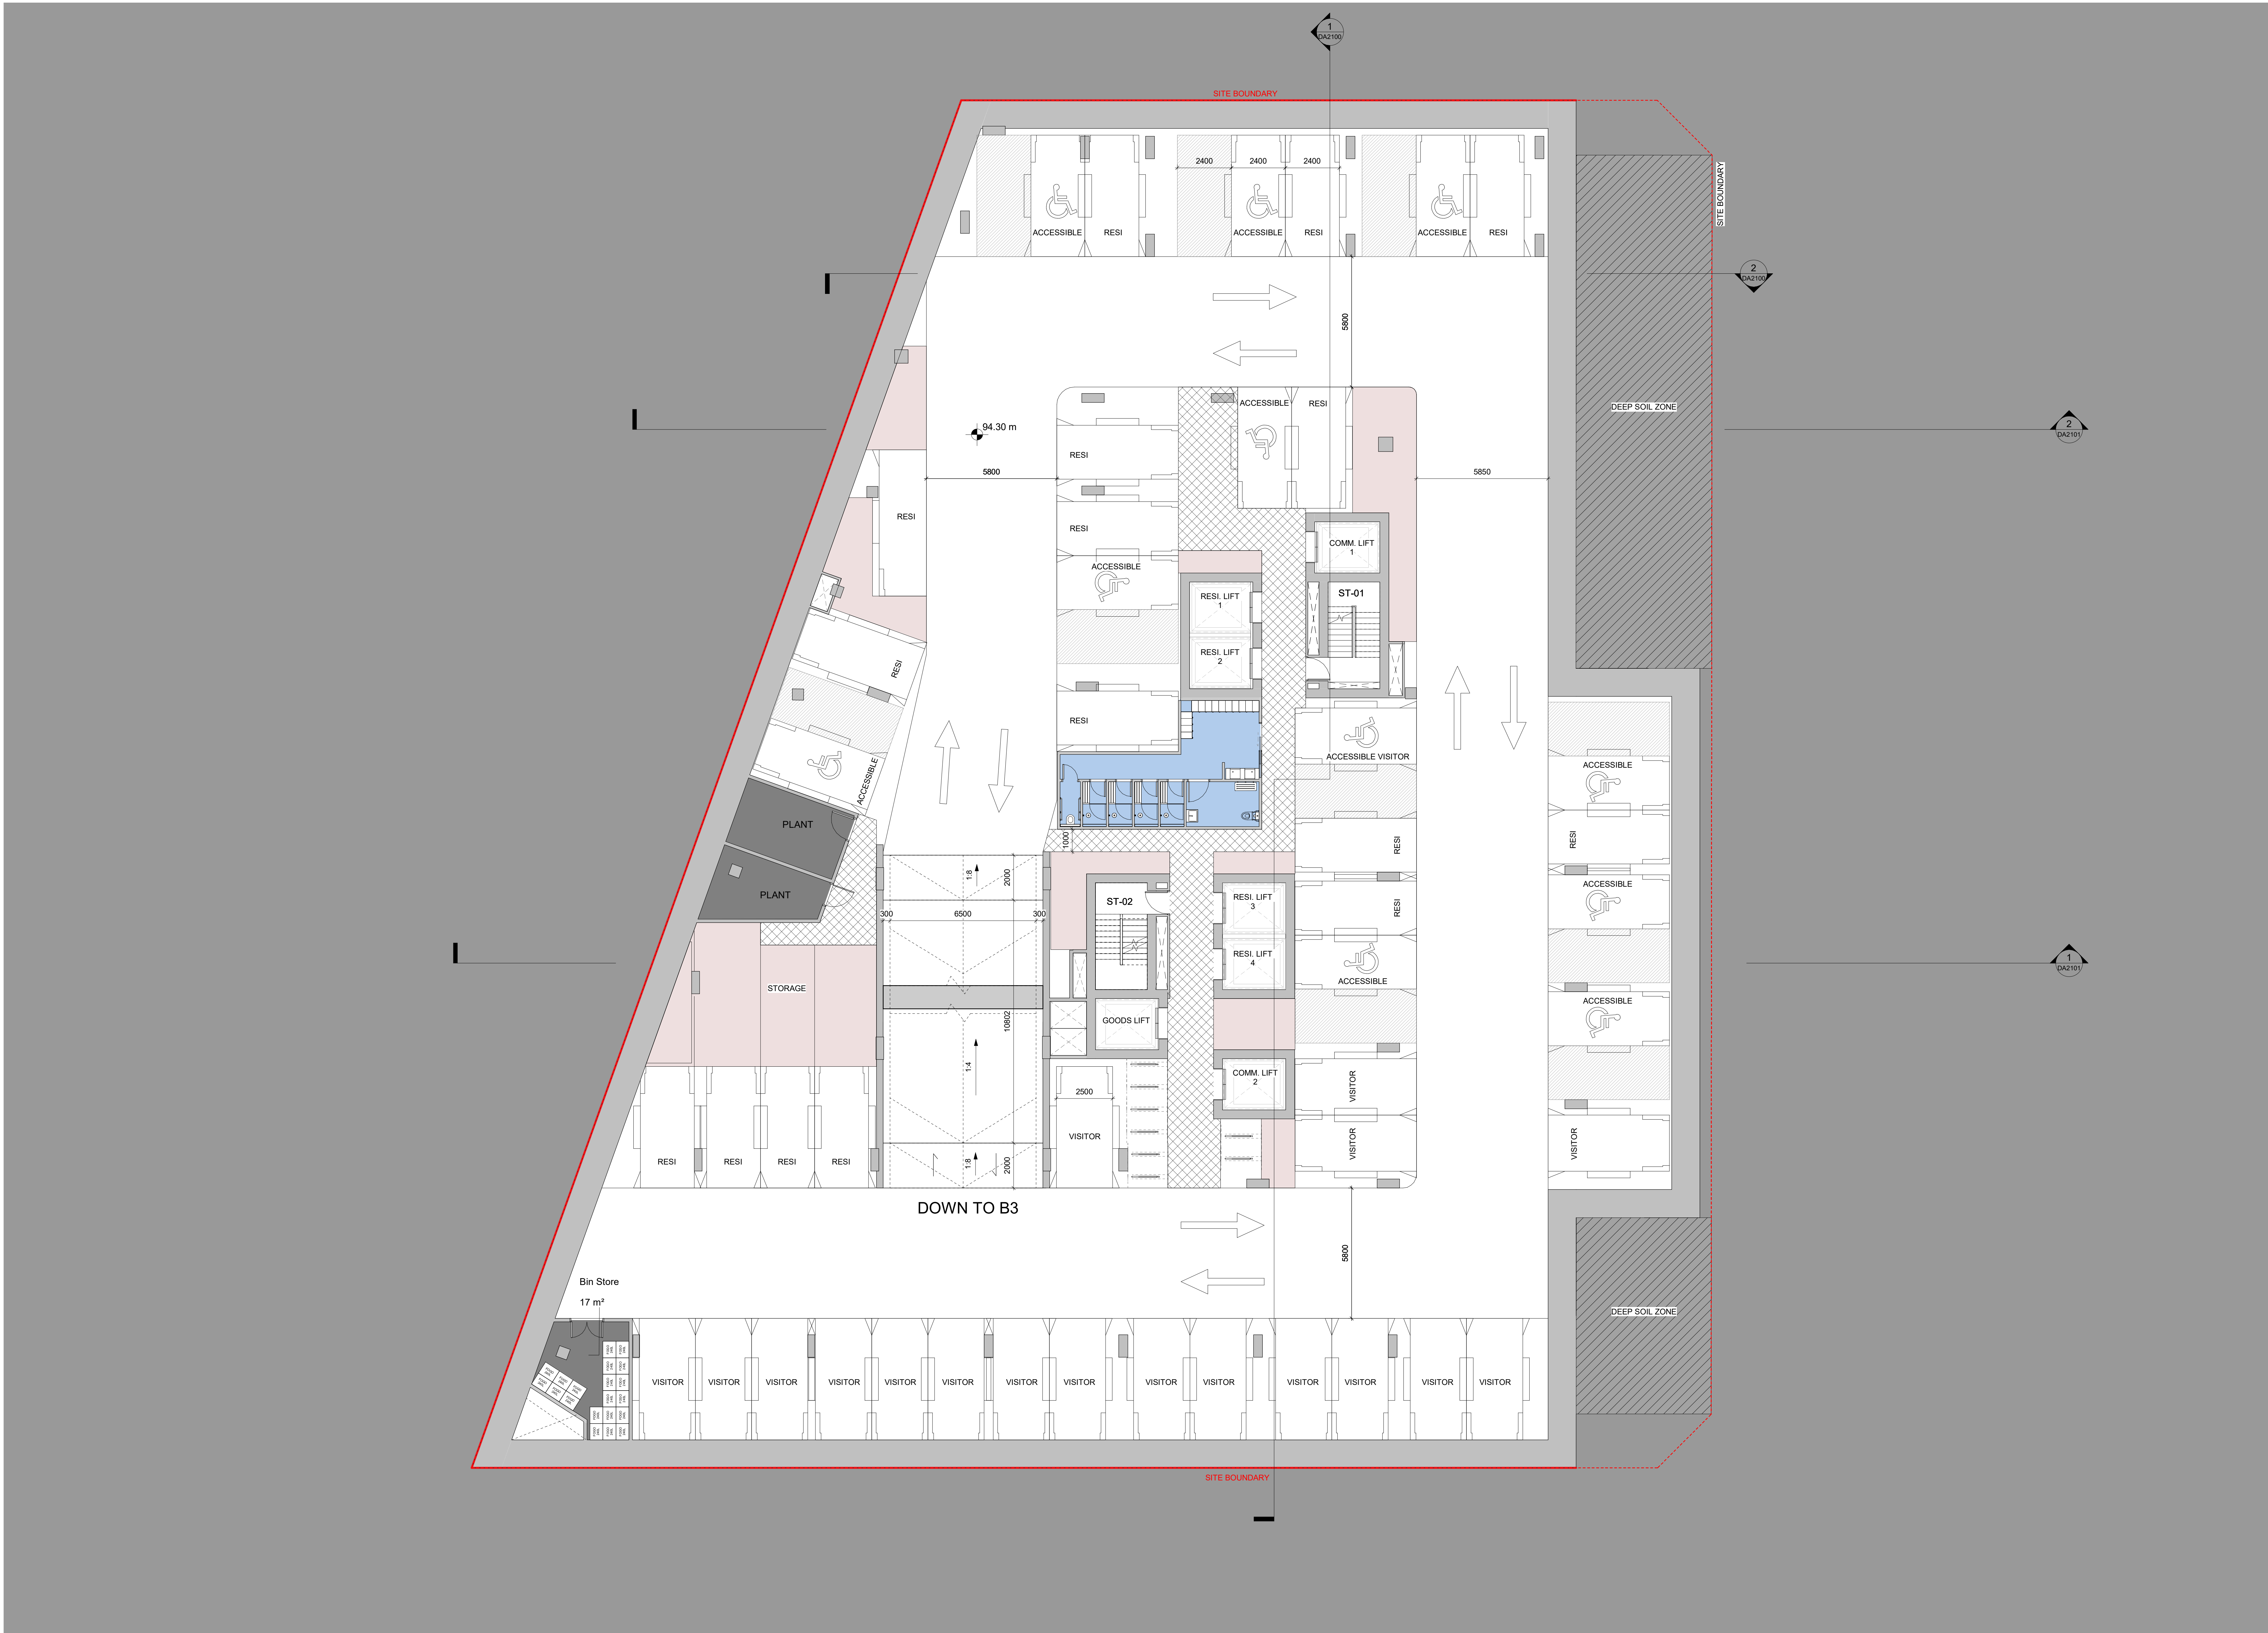 1
DA2100
SITE BOUNDARY
SITE BOUNDARY
2400
2400
2400
ACCESSIBLE
RESI
ACCESSIBLE
RESI
ACCESSIBLE
RESI
2
DA2100
5800
94.30 m
ACCESSIBLE
RESI
DEEP SOIL ZONE
2
DA2101
RESI
5800
5850
RESI
RESI
COMM. LIFT
1
ACCESSIBLE
RESI. LIFT
1
ST-01
RESI. LIFT
2
RESI
RESI
ACCESSIBLE
ACCESSIBLE VISITOR
ACCESSIBLE
PLANT
1000
RESI
RESI
PLANT
1:8
2000
ACCESSIBLE
300
6500
300
ST-02
RESI. LIFT
3
RESI
RESI. LIFT
4
ACCESSIBLE
1
DA2101
STORAGE
10802
GOODS LIFT
ACCESSIBLE
1:4
COMM. LIFT
2
VISITOR
2500
VISITOR
VISITOR
VISITOR
RESI
RESI
RESI
RESI
1:8
2000
DOWN TO B3
5800
Bin Store
17 m²
DEEP SOIL ZONE
VISITOR
VISITOR
VISITOR
VISITOR
VISITOR
VISITOR
VISITOR
VISITOR
VISITOR
VISITOR
VISITOR
VISITOR
VISITOR
VISITOR
SITE BOUNDARY